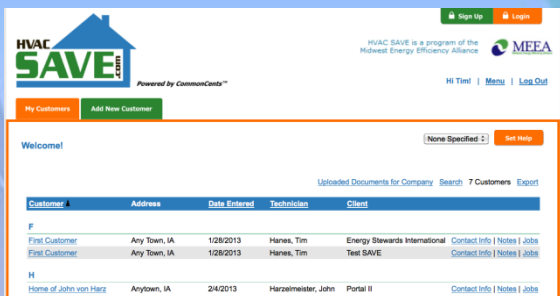 Sign Up Login
HVAC
SAVE.com
Powered by CommonCents™
HVAC SAVE is a program of the
Midwest Energy Efficiency Alliance
MEEA
Hi Tim! | Menu | Log Out
My Customers Add New Customer
Welcome!
None Specified Set Help
Uploaded Documents for Company Search 7 Customers Export
Customer Address Date Entered Technician Client
F
First Customer Any Town, IA 1/28/2013 Hanes, Tim Energy Stewards International Contact Info | Notes | Jobs
First Customer Any Town, IA 1/28/2013 Hanes, Tim Test SAVE Contact Info | Notes | Jobs
H
Home of John von Harz Anytown, IA 2/4/2013 Harzelmeister, John Portal II Contact Info | Notes | Jobs